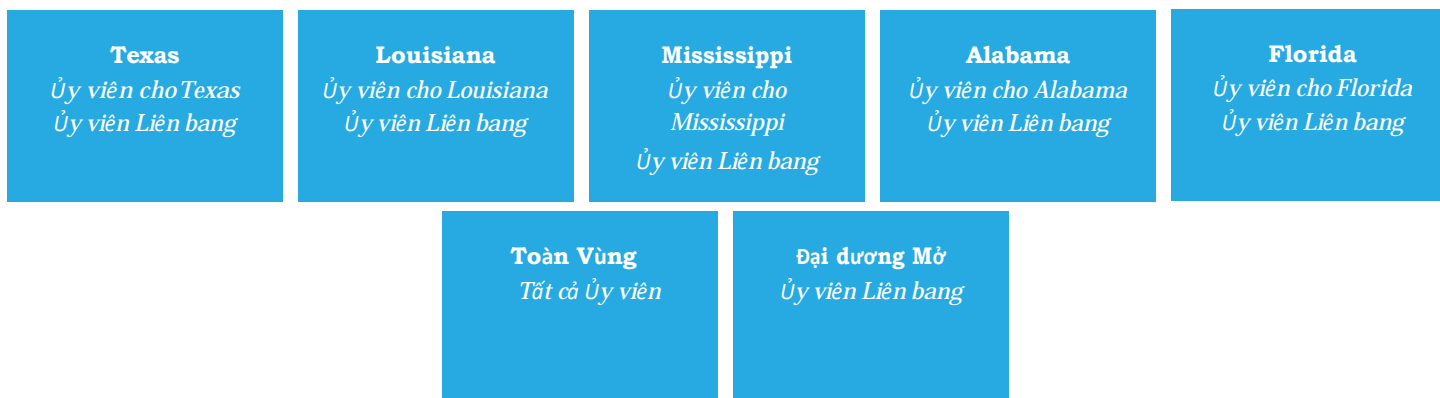 Texas
Ủy viên cho Texas
Ủy viên Liên bang
Louisiana
Ủy viên cho Louisiana
Ủy viên Liên bang
Mississippi
Ủy viên cho
Mississippi
Ủy viên Liên bang
Alabama
Ủy viên cho Alabama
Ủy viên Liên bang
Florida
Ủy viên cho Florida
Ủy viên Liên bang
Toàn Vùng
Tất cả Ủy viên
Đại dương Mở
Ủy viên Liên bang